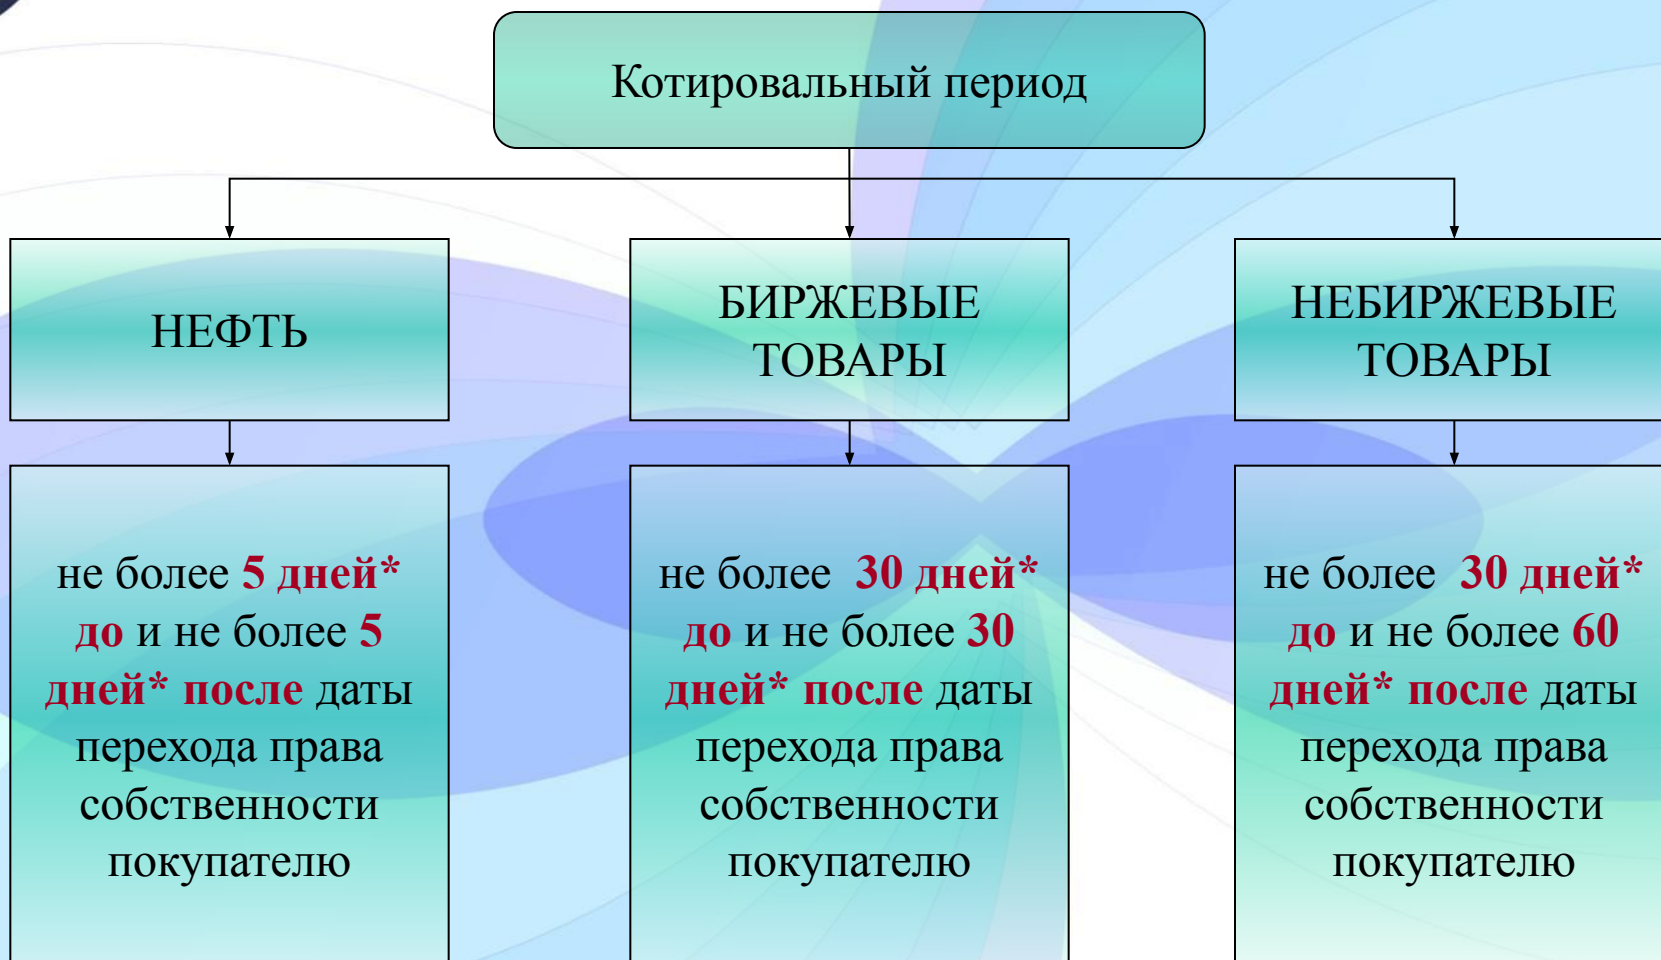 Котировальный период
НЕФТЬ
не более 5 дней*
до и не более 5
дней* после даты
перехода права
собственности
покупателю
БИРЖЕВЫЕ
ТОВАРЫ
не более 30 дней*
до и не более 30
дней* после даты
перехода права
собственности
покупателю
НЕБИРЖЕВЫЕ
ТОВАРЫ
не более 30 дней*
до и не более 60
дней* после даты
перехода права
собственности
покупателю